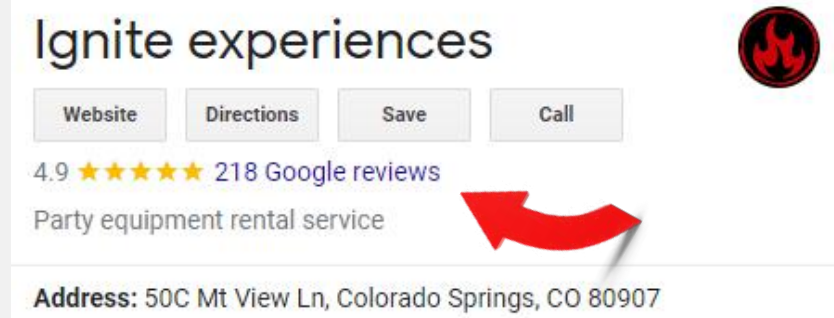 Ignite experiences
Website Directions Save Call
4.9 218 Google reviews
Party equipment rental service
Address: 50C Mt View Ln, Colorado Springs, CO 80907